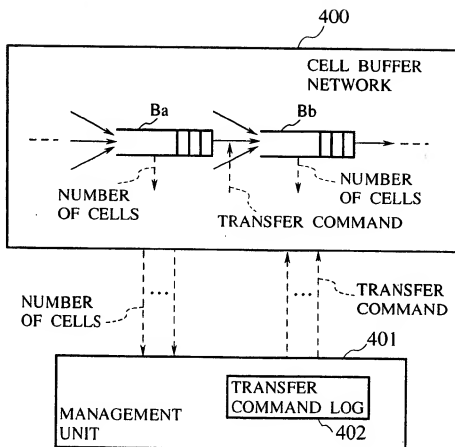 400
CELL BUFFER
NETWORK
Ba
Bb
NUMBER
OF CELLS
NUMBER
OF CELLS
TRANSFER COMMAND
NUMBER
OF CELLS
TRANSFER
COMMAND
401
TRANSFER
COMMAND LOG
402
MANAGEMENT
UNIT